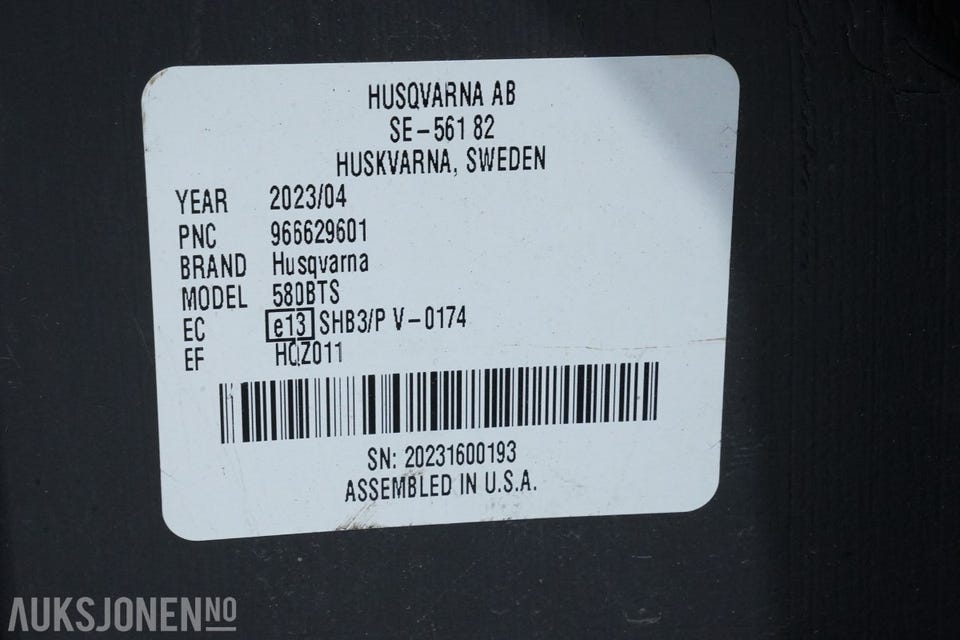 HUSQVARNA AB
SE-561 82
HUSKVARNA, SWEDEN
YEAR 2023/04
PNC 966629601
BRAND Husqvarna
MODEL 580BTS
EC e13 SHB3/P V-0174
EF HQZ011
SN: 20231600193
ASSEMBLED IN U.S.A.
AUKSJONEN NO